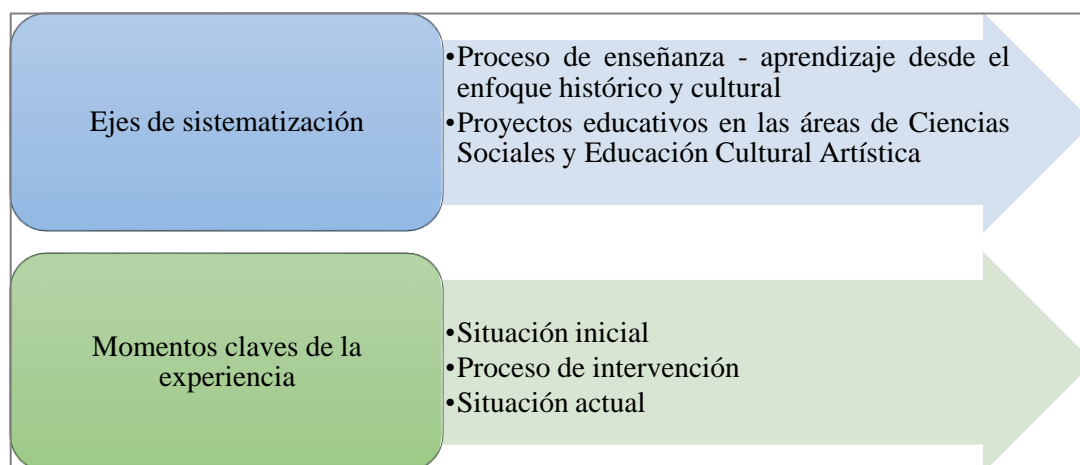 Ejes de sistematización
•Proceso de enseñanza - aprendizaje desde el
enfoque histórico y cultural
•Proyectos educativos en las áreas de Ciencias
Sociales y Educación Cultural Artística
Momentos claves de la
experiencia
•Situación inicial
•Proceso de intervención
•Situación actual